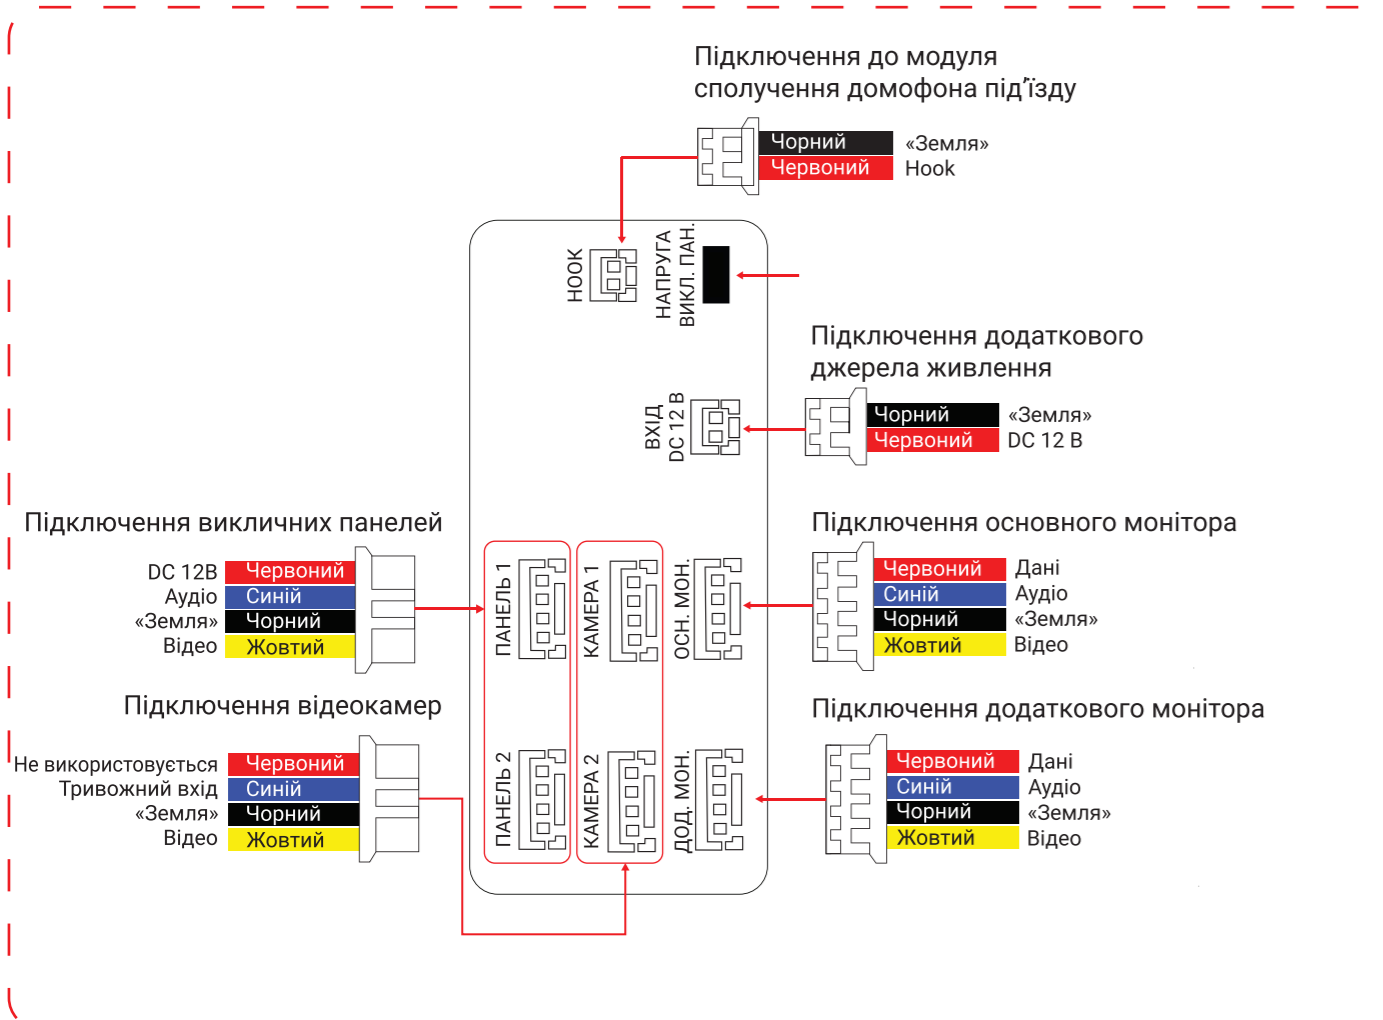 Підключення до модуля
сполучення домофона під’їзду
Чорний «Земля»
Червоний Hook
HOOK
НАПРУГА
ВИКЛ. ПАН.
Підключення додаткового
джерела живлення
ВХІД
DC 12 В
Чорний «Земля»
Червоний DC 12 В
Підключення викличних панелей
DC 12В Червоний
Аудіо Синій
«Земля» Чорний
Відео Жовтий
ПАНЕЛЬ 1
КАМЕРА 1
ОСН. МОН.
Підключення основного монітора
Червоний Дані
Синій Аудіо
Чорний «Земля»
Жовтий Відео
Підключення відеокамер
Не використовується Червоний
Тривожний вхід Синій
«Земля» Чорний
Відео Жовтий
ПАНЕЛЬ 2
КАМЕРА 2
ДОД. МОН.
Підключення додаткового монітора
Червоний Дані
Синій Аудіо
Чорний «Земля»
Жовтий Відео